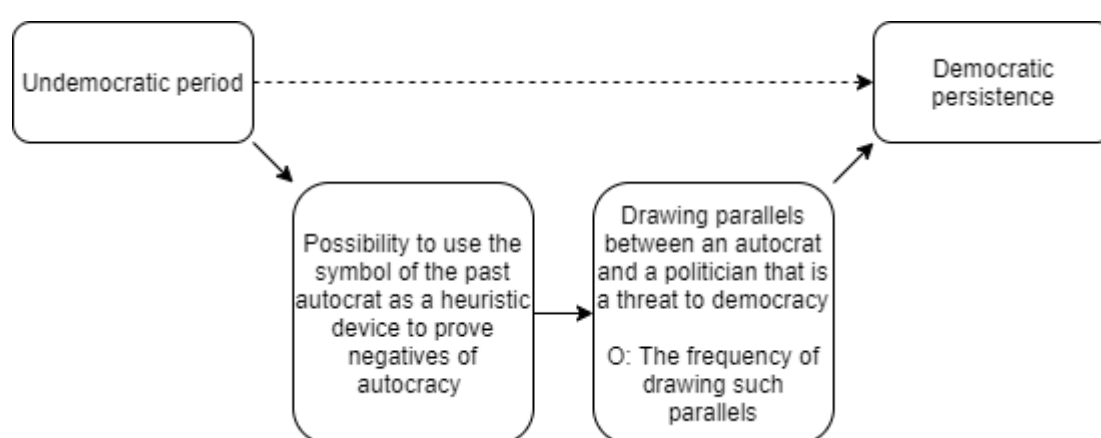 Undemocratic period
Democratic
persistence
Possibility to use the
symbol of the past
autocrat as a heuristic
device to prove
negatives of
autocracy
Drawing parallels
between an autocrat
and a politician that is
a threat to democracy
O: The frequency of
drawing such
parallels